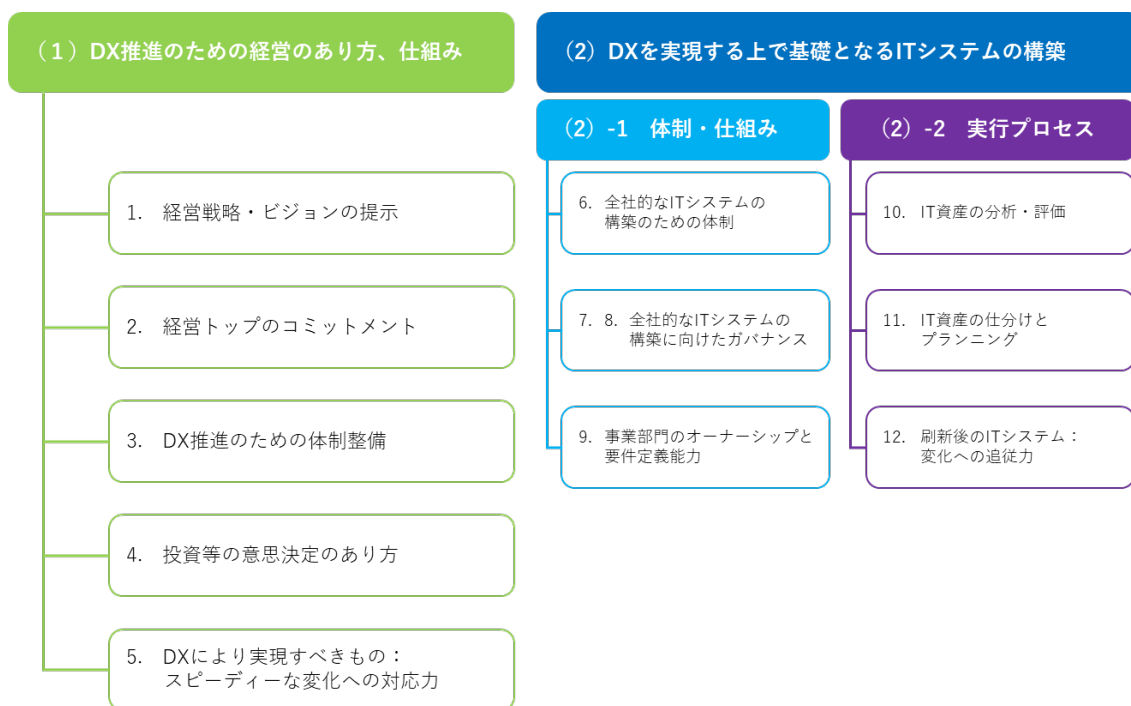 （１）DX推進のための経営のあり方、仕組み
1. 経営戦略・ビジョンの提示
2. 経営トップのコミットメント
3. DX推進のための体制整備
4. 投資等の意思決定のあり方
5. DXにより実現すべきもの：
スピーディーな変化への対応力
（2）DXを実現する上で基礎となるITシステムの構築
（2）-1　体制・仕組み
6. 全社的なITシステムの
構築のための体制
7. 8. 全社的なITシステムの
構築に向けたガバナンス
9. 事業部門のオーナーシップと
要件定義能力
（2）-2　実行プロセス
10. IT資産の分析・評価
11. IT資産の仕分けと
プランニング
12. 刷新後のITシステム：
変化への追従力